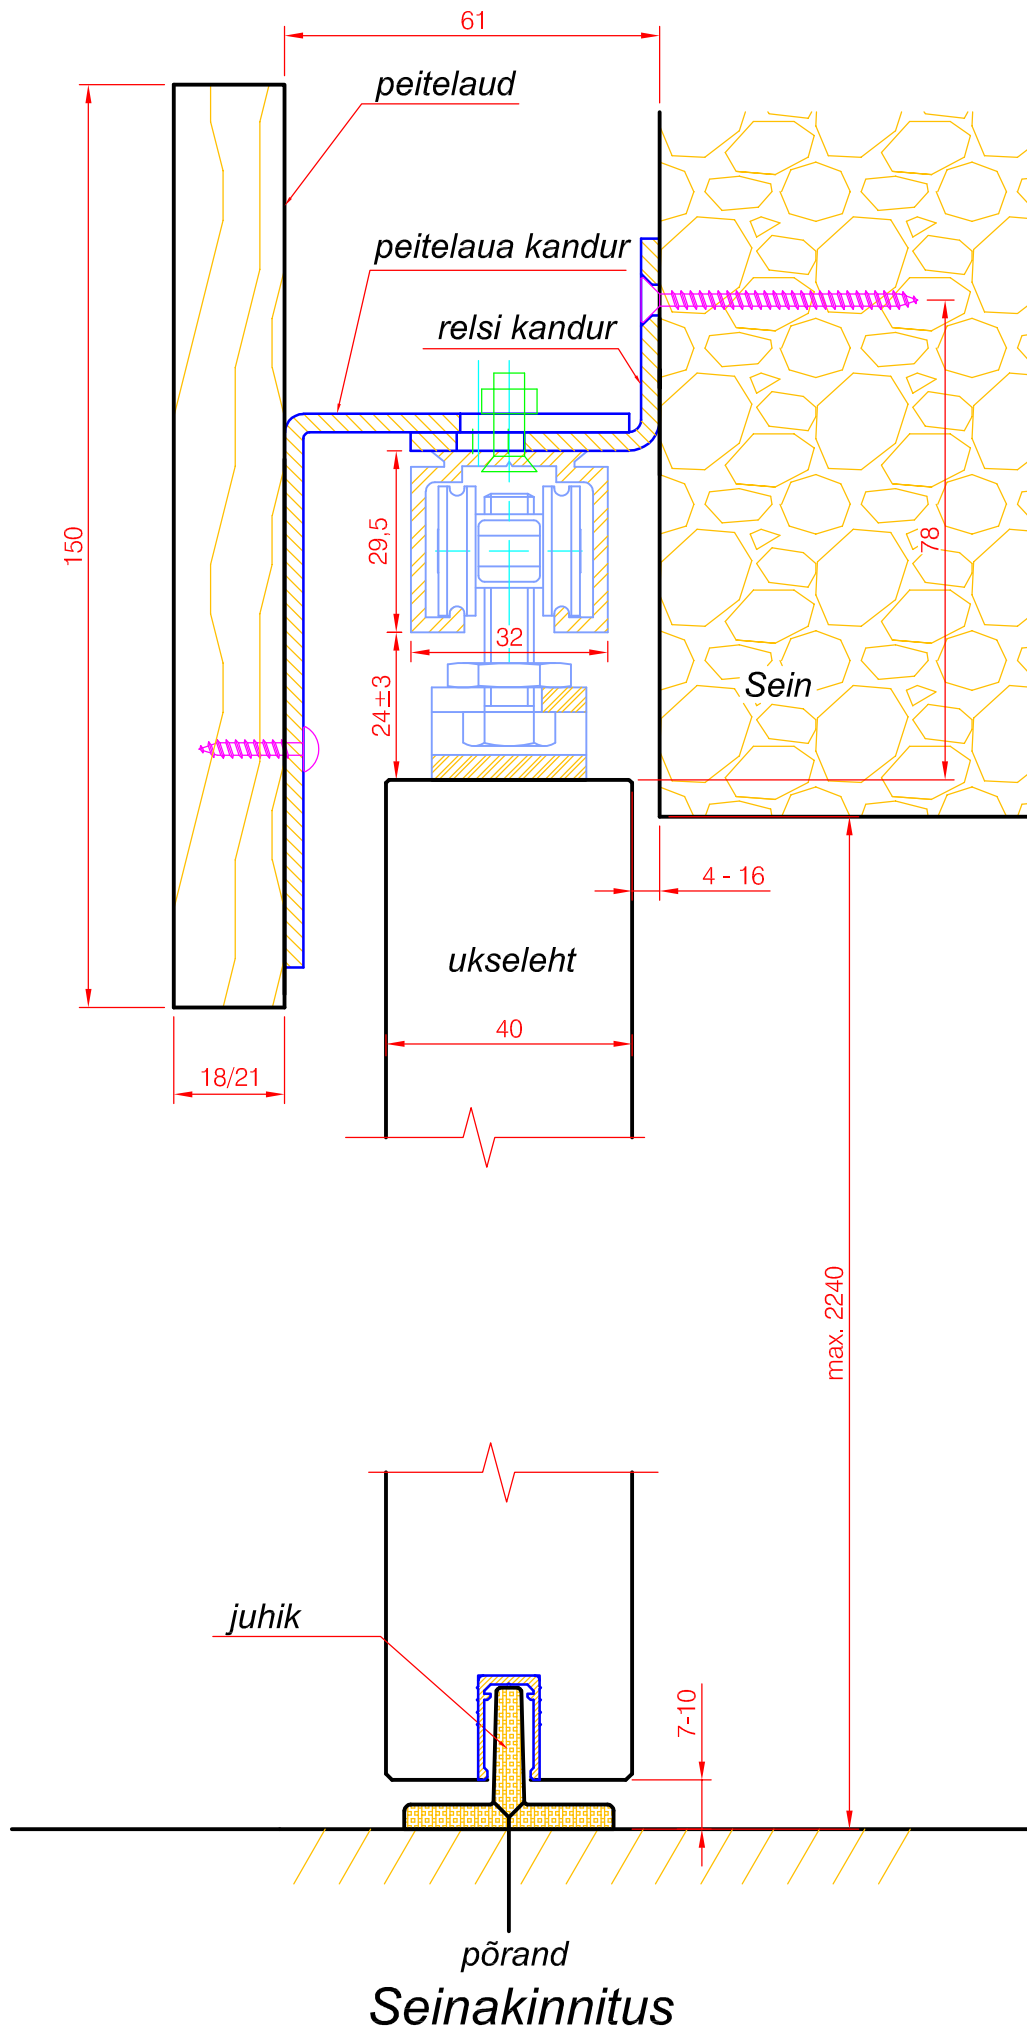 61
peitelaud
peitelaua kandur
relsi kandur
150
29,5
78
32
24±3
Sein
4 - 16
ukseleht
40
18/21
max. 2240
juhik
7-10
põrand
Seinakinnitus